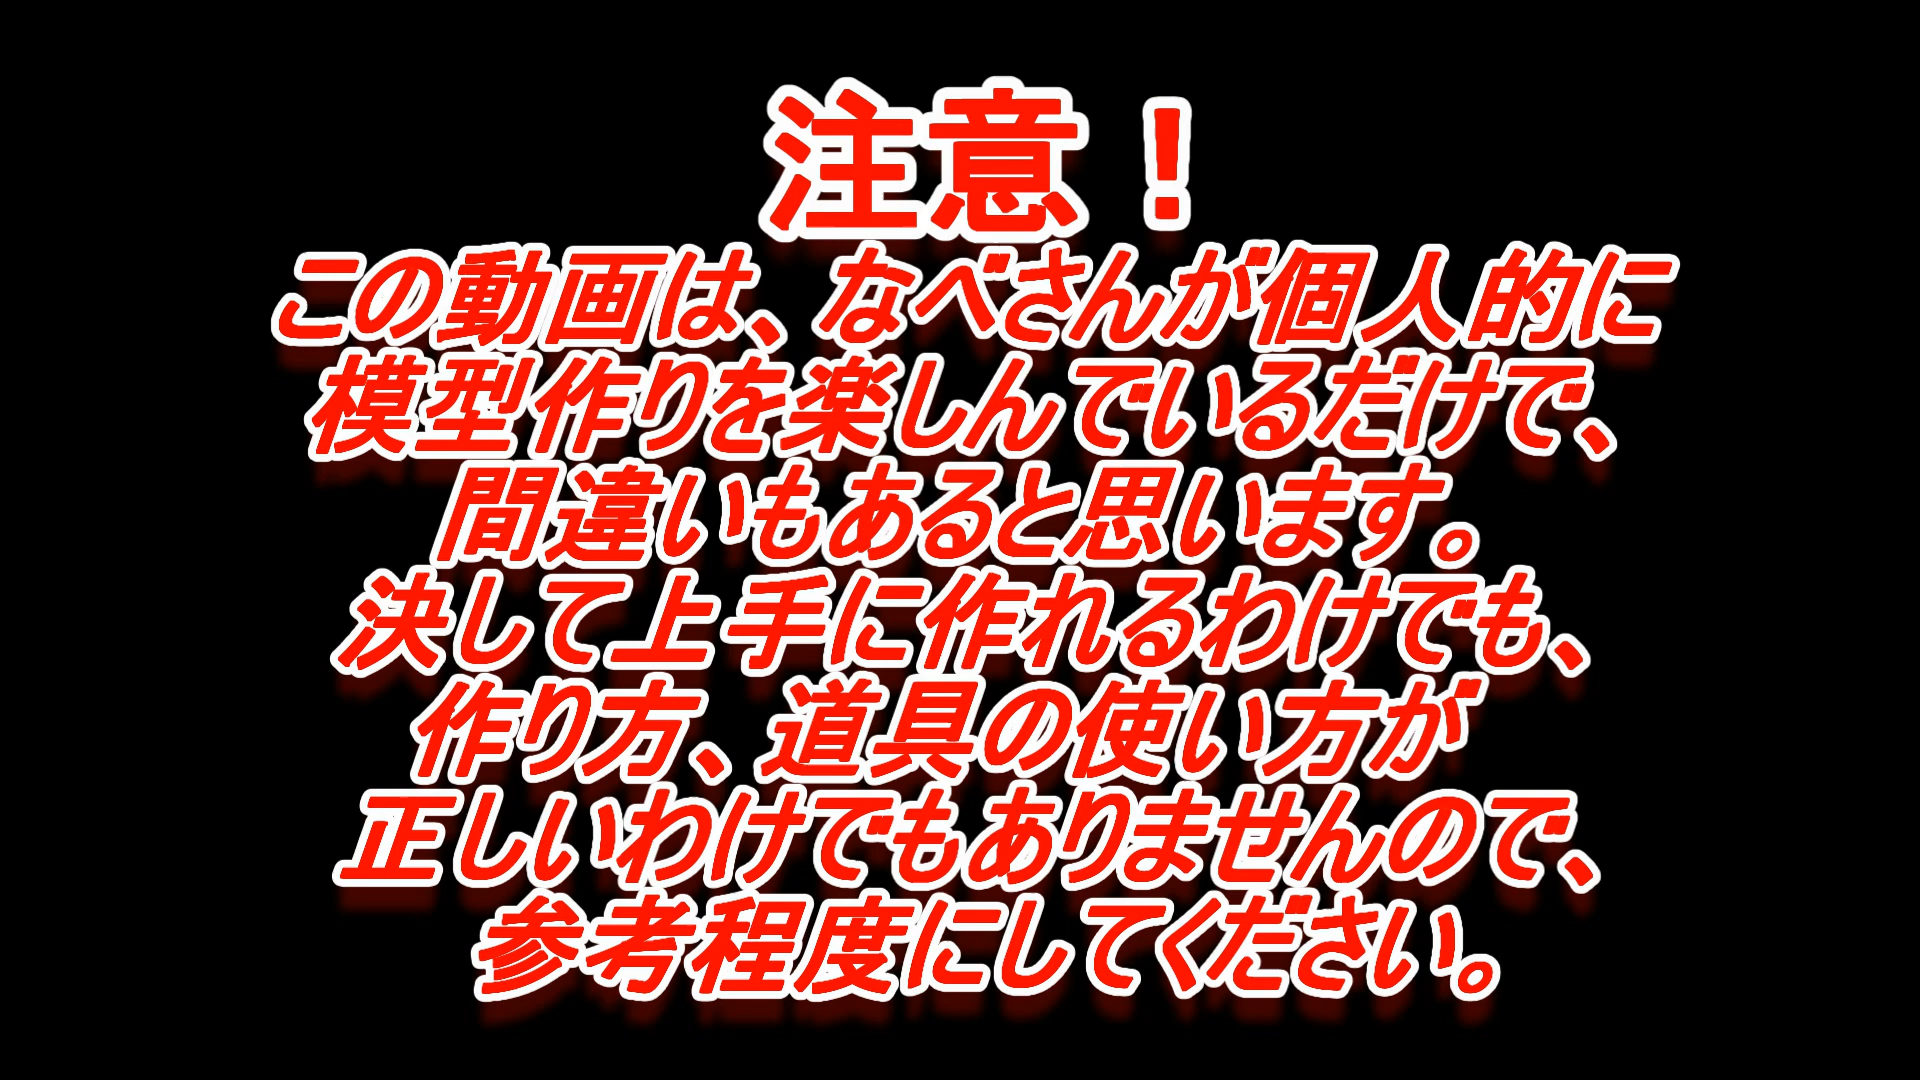 注意！
この動画は、なべさんが個人的に
模型作りを楽しんでいるだけで、
間違いもあると思います。
決して上手に作れるわけでも、
作り方、道具の使い方が
正しいわけでもありませんので、
参考程度にしてください。